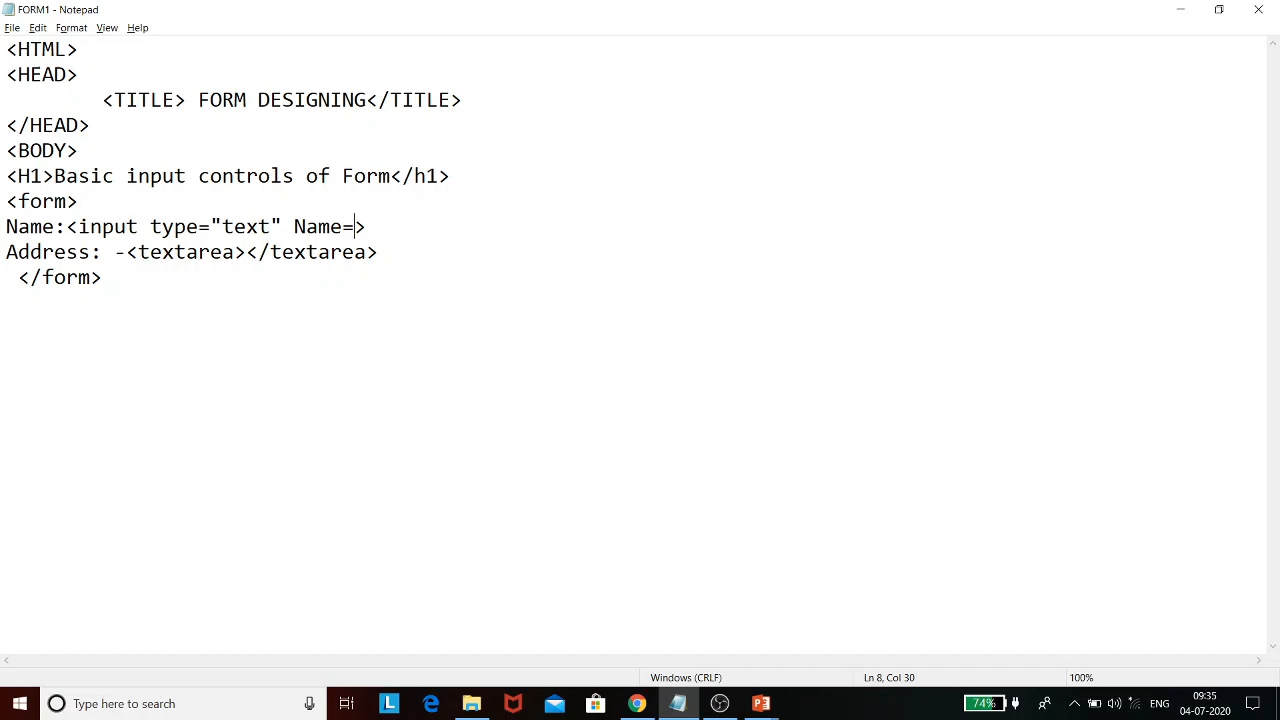 FORM1 - Notepad
File Edit Format View Help
<HTML>
<HEAD>
<TITLE> FORM DESIGNING</TITLE>
</HEAD>
<BODY>
<H1>Basic input controls of Form</h1>
<form>
Name:<input type="text" Name=>
Address: -<textarea></textarea>
</form>
Windows (CRLF) Ln 8, Col 30 100%
Type here to search L 74% ENG 09:35
04-07-2020